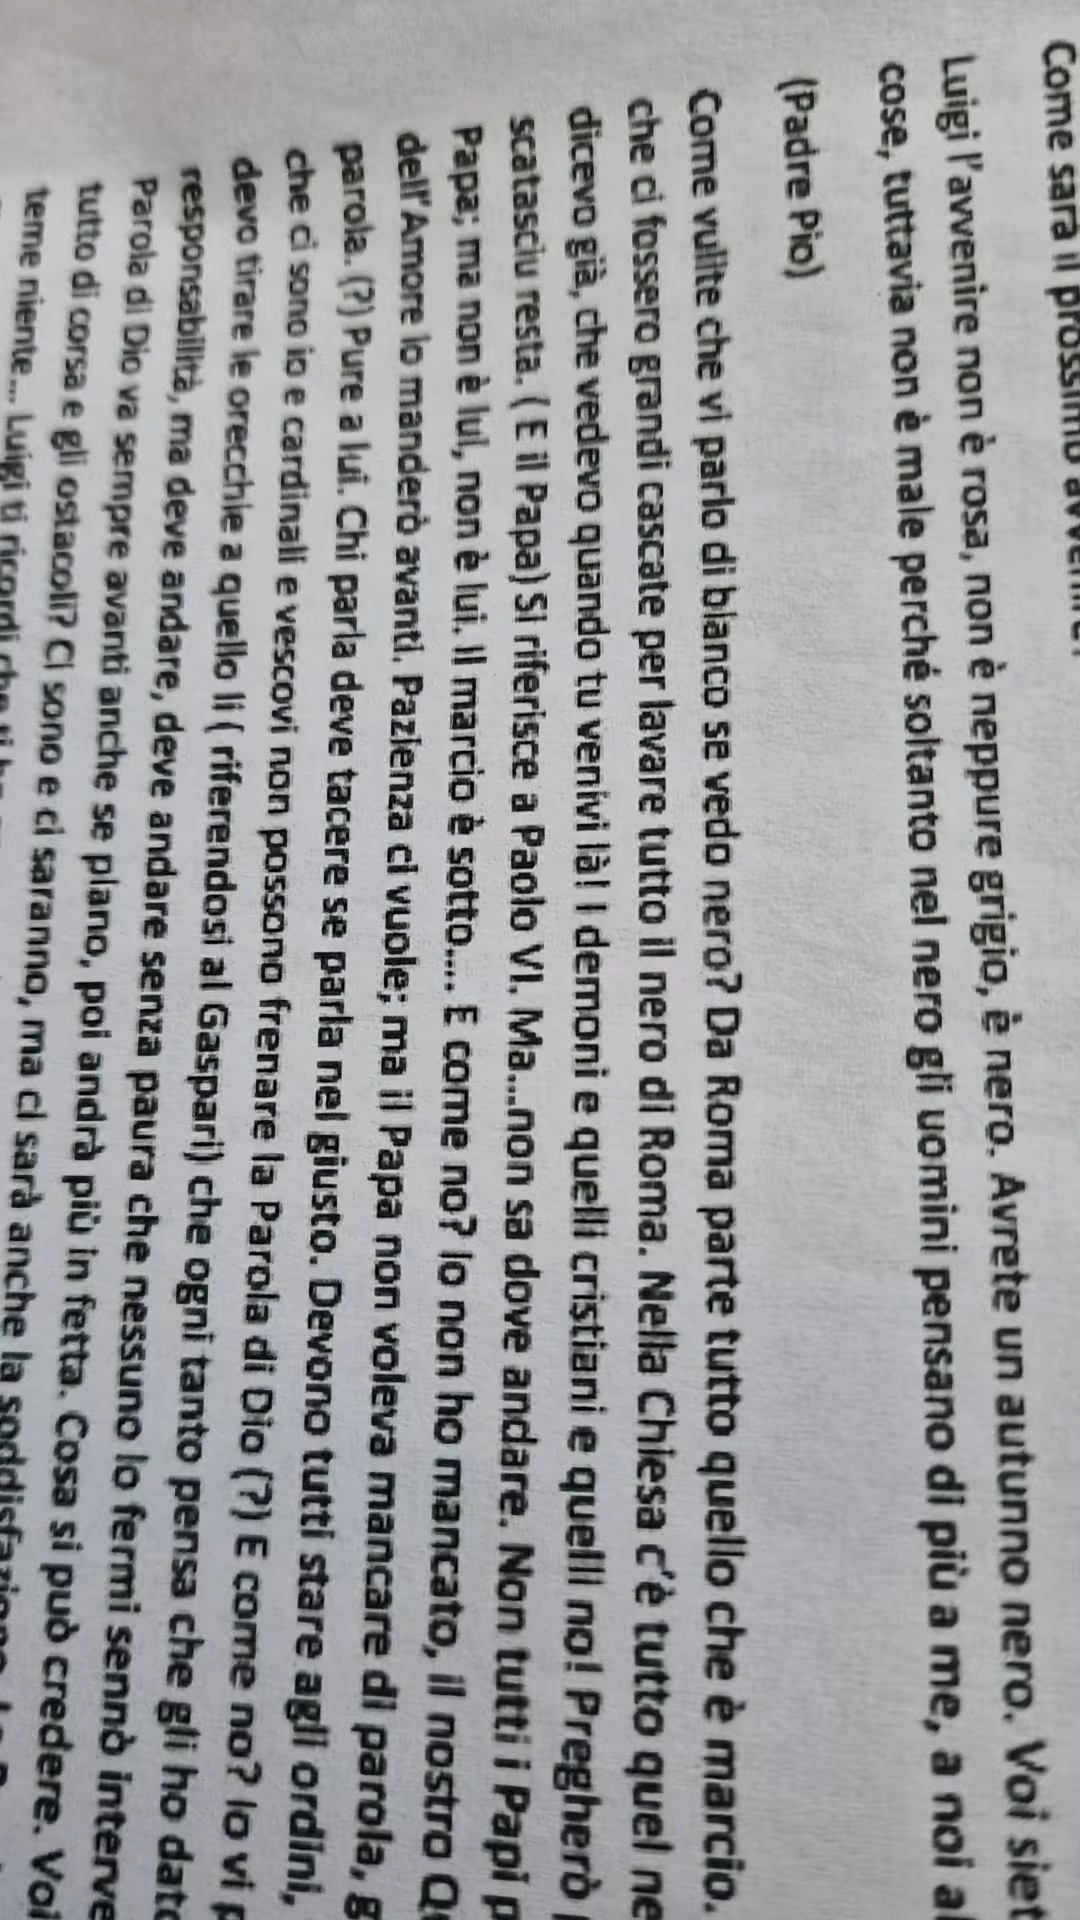 Come sarà il prossimo avvenire?
Luigi l'avvenire non è rosa, non è neppure grigio, è nero. Avrete un autunno nero. Voi siet
cose, tuttavia non è male perché soltanto nel nero gli uomini pensano di più a me, a noi al
(Padre Pio)
Come vulite che vi parlo di bianco se vedo nero? Da Roma parte tutto quello che è marcio.
che ci fossero grandi cascate per lavare tutto il nero di Roma. Nella Chiesa c'è tutto quel ne
dicevo già, che vedevo quando tu venivi là! I demoni e quelli cristiani e quelli no! Pregherò
scatasciu resta. ( E il Papa) Si riferisce a Paolo VI. Ma...non sa dove andare. Non tutti i Papi p
Papa; ma non è lui, non è lui. Il marcio è sotto.... E come no? Io non ho mancato, il nostro Q
dell'Amore lo manderò avanti. Pazienza ci vuole; ma il Papa non voleva mancare di parola, g
parola. (?) Pure a lui. Chi parla deve tacere se parla nel giusto. Devono tutti stare agli ordini,
che ci sono io e cardinali e vescovi non possono frenare la Parola di Dio (?) E come no? Io vi p
devo tirare le orecchie a quello lì ( riferendosi al Gaspari) che ogni tanto pensa che gli ho dato
responsabilità, ma deve andare, deve andare senza paura che nessuno lo fermi sennò interve
Parola di Dio va sempre avanti anche se piano, poi andrà più in fetta. Cosa si può credere. Voi
tutto di corsa e gli ostacoli? Ci sono e ci saranno, ma ci sarà anche la soddisfazione
teme niente... Luigi ti ricordi che ti